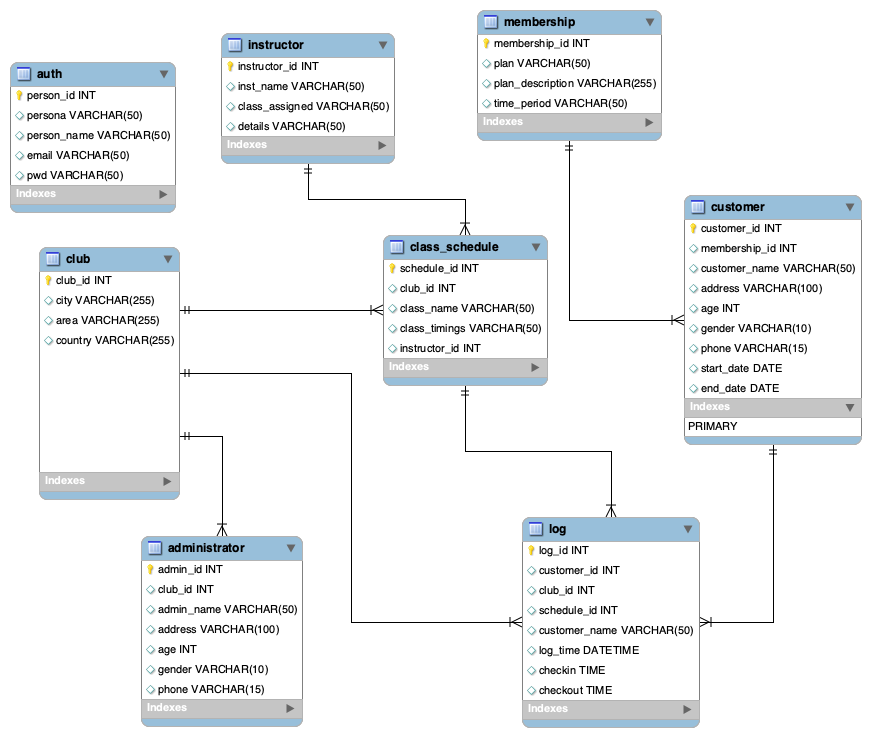 auth
person_id INT
persona VARCHAR(50)
person_name VARCHAR(50)
email VARCHAR(50)
pwd VARCHAR(50)
Indexes
instructor
instructor_id INT
inst_name VARCHAR(50)
class_assigned VARCHAR(50)
details VARCHAR(50)
Indexes
membership
membership_id INT
plan VARCHAR(50)
plan_description VARCHAR(255)
time_period VARCHAR(50)
Indexes
customer
customer_id INT
membership_id INT
customer_name VARCHAR(50)
address VARCHAR(100)
age INT
gender VARCHAR(10)
phone VARCHAR(15)
start_date DATE
end_date DATE
Indexes
PRIMARY
club
club_id INT
city VARCHAR(255)
area VARCHAR(255)
country VARCHAR(255)
Indexes
class_schedule
schedule_id INT
club_id INT
class_name VARCHAR(50)
class_timings VARCHAR(50)
instructor_id INT
Indexes
administrator
admin_id INT
club_id INT
admin_name VARCHAR(50)
address VARCHAR(100)
age INT
gender VARCHAR(10)
phone VARCHAR(15)
Indexes
log
log_id INT
customer_id INT
club_id INT
schedule_id INT
customer_name VARCHAR(50)
log_time DATETIME
checkin TIME
checkout TIME
Indexes